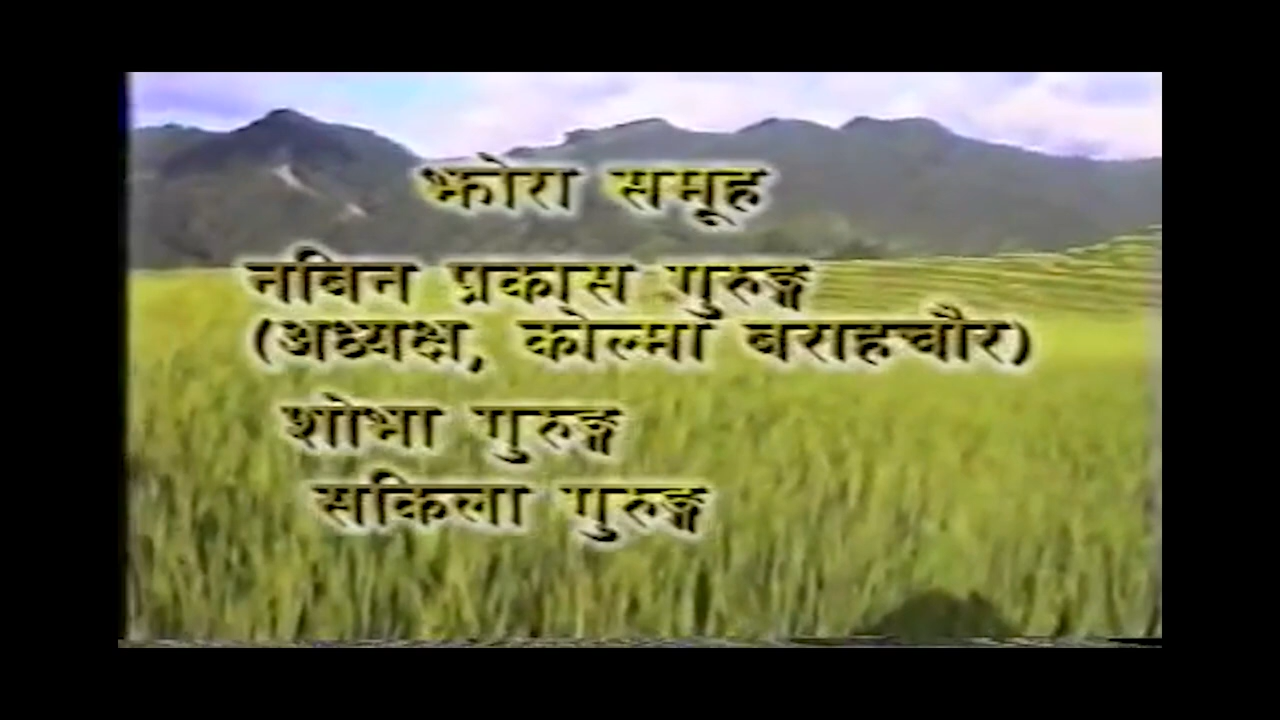 झोरा समूह
नबिन प्रकास गुरुङ्ग
(अध्यक्ष, कोल्मा बराहचौर)
शोभा गुरुङ्ग
सकिला गुरुङ्ग